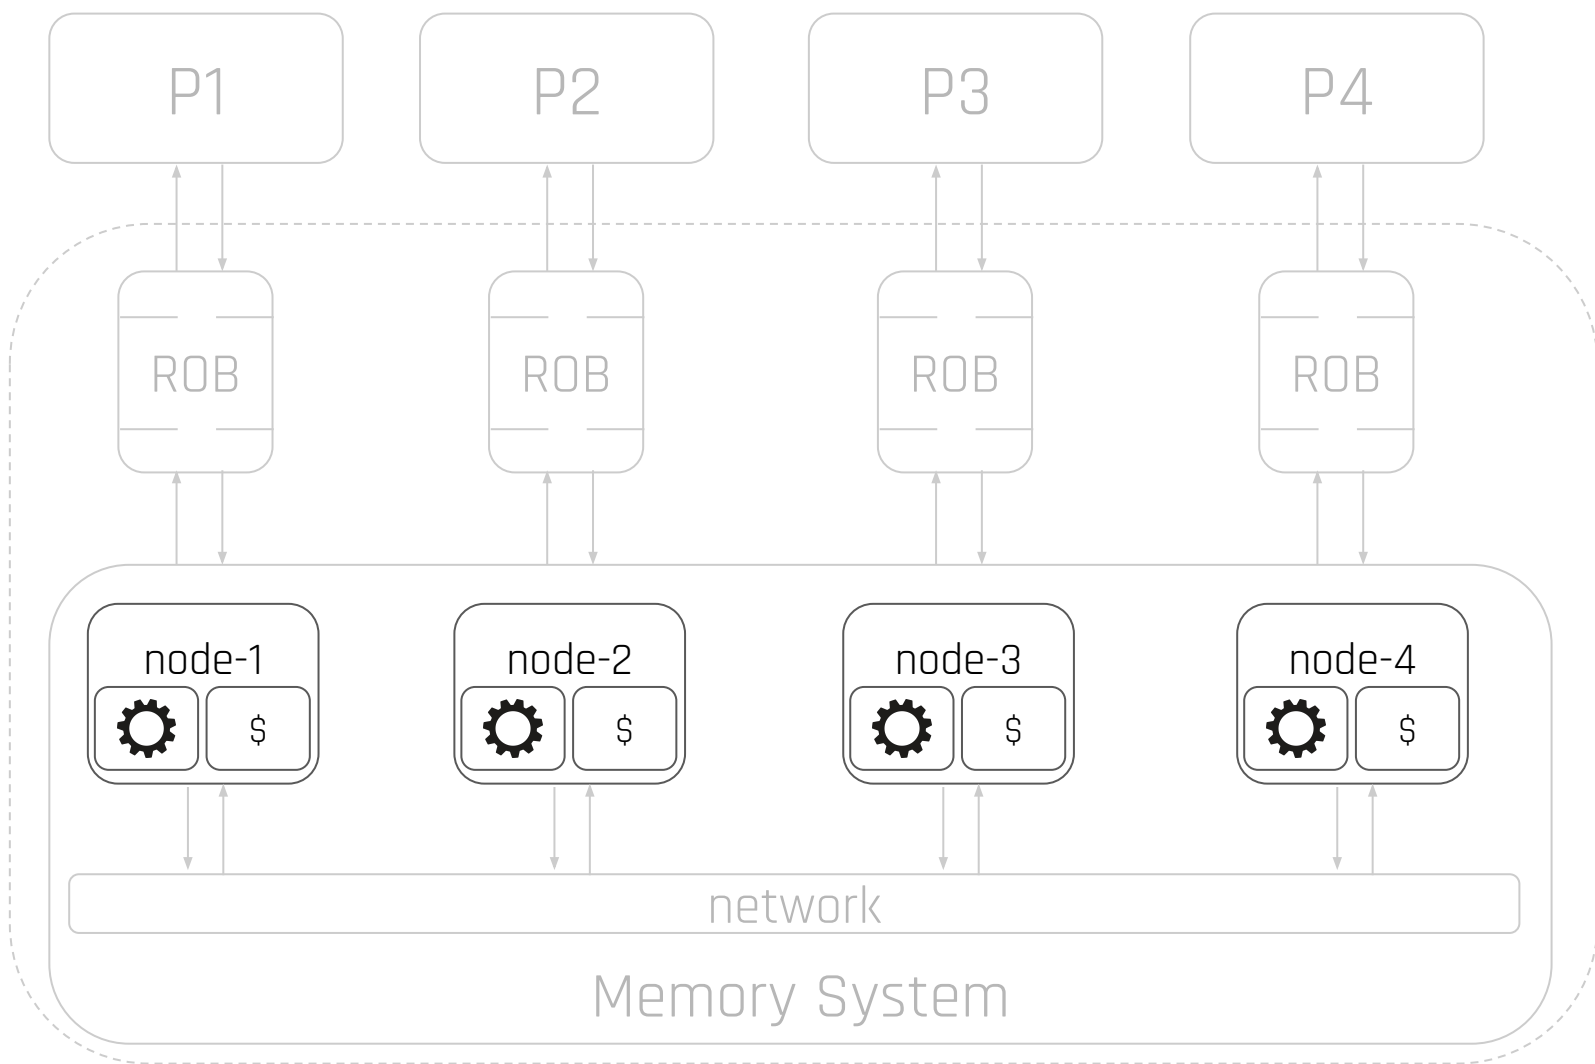 P1
P2
P3
P4
ROB
ROB
ROB
ROB
node-1
node-2
node-3
node-4
$
$
$
$
network
Memory System